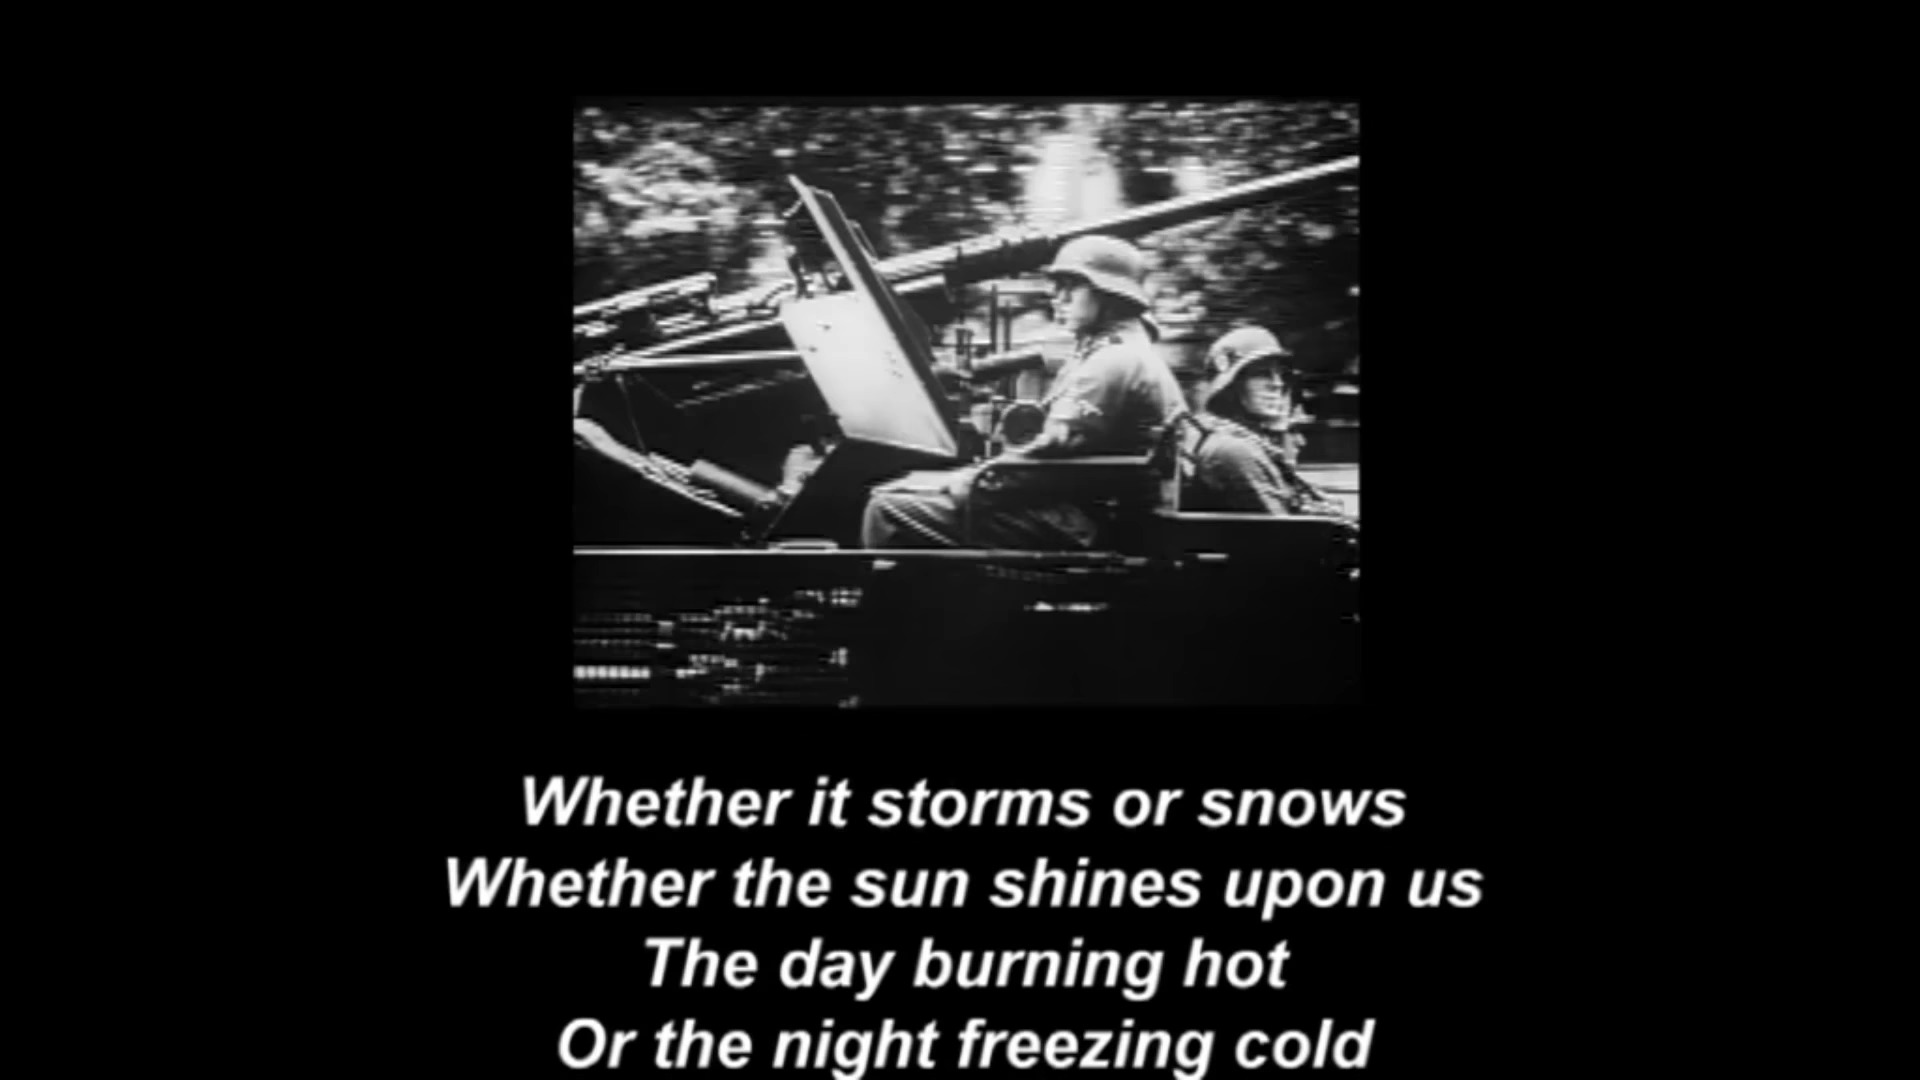 Whether it storms or snows
Whether the sun shines upon us
The day burning hot
Or the night freezing cold